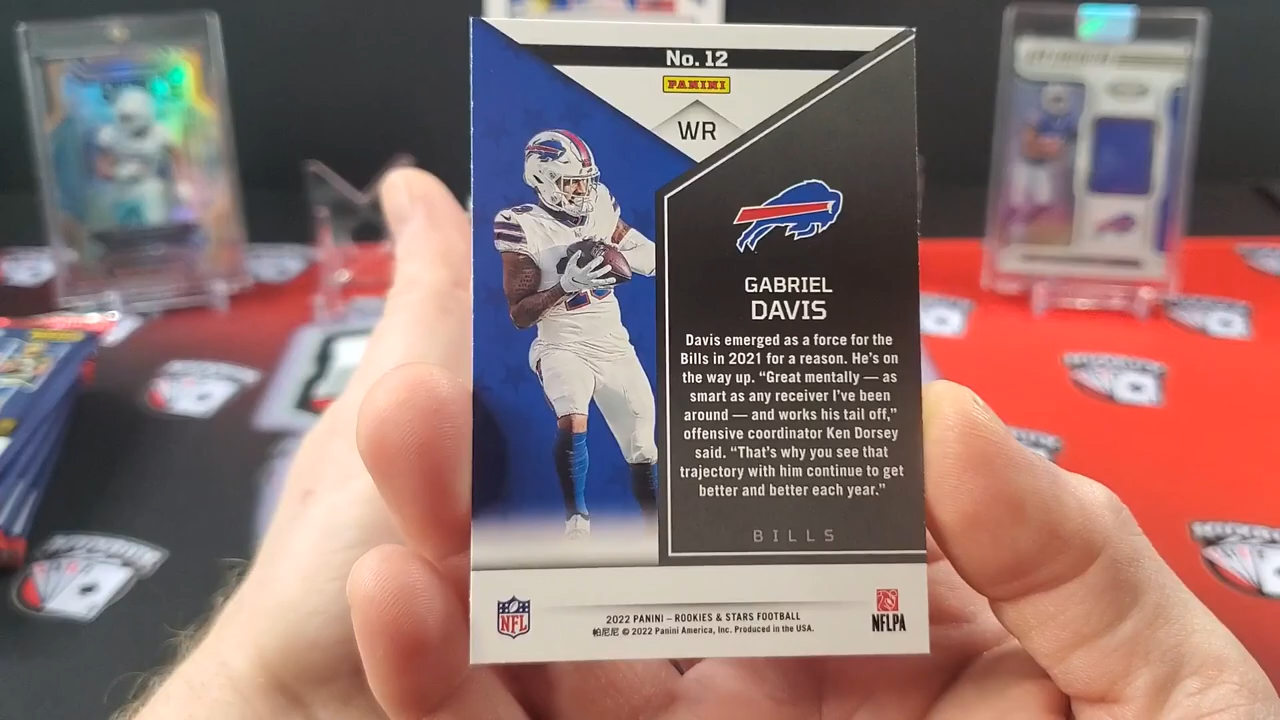 No. 12
PANINI
WR
GABRIEL
DAVIS
Davis emerged as a force for the
Bills in 2021 for a reason. He's on
the way up. “Great mentally — as
smart as any receiver I've been
around — and works his tail off,”
offensive coordinator Ken Dorsey
said. “That's why you see that
trajectory with him continue to get
better and better each year.”
BILLS
NFL
2022 PANINI – ROOKIES & STARS FOOTBALL
帕尼尼 © 2022 Panini America, Inc. Produced in the USA.
NFLPA